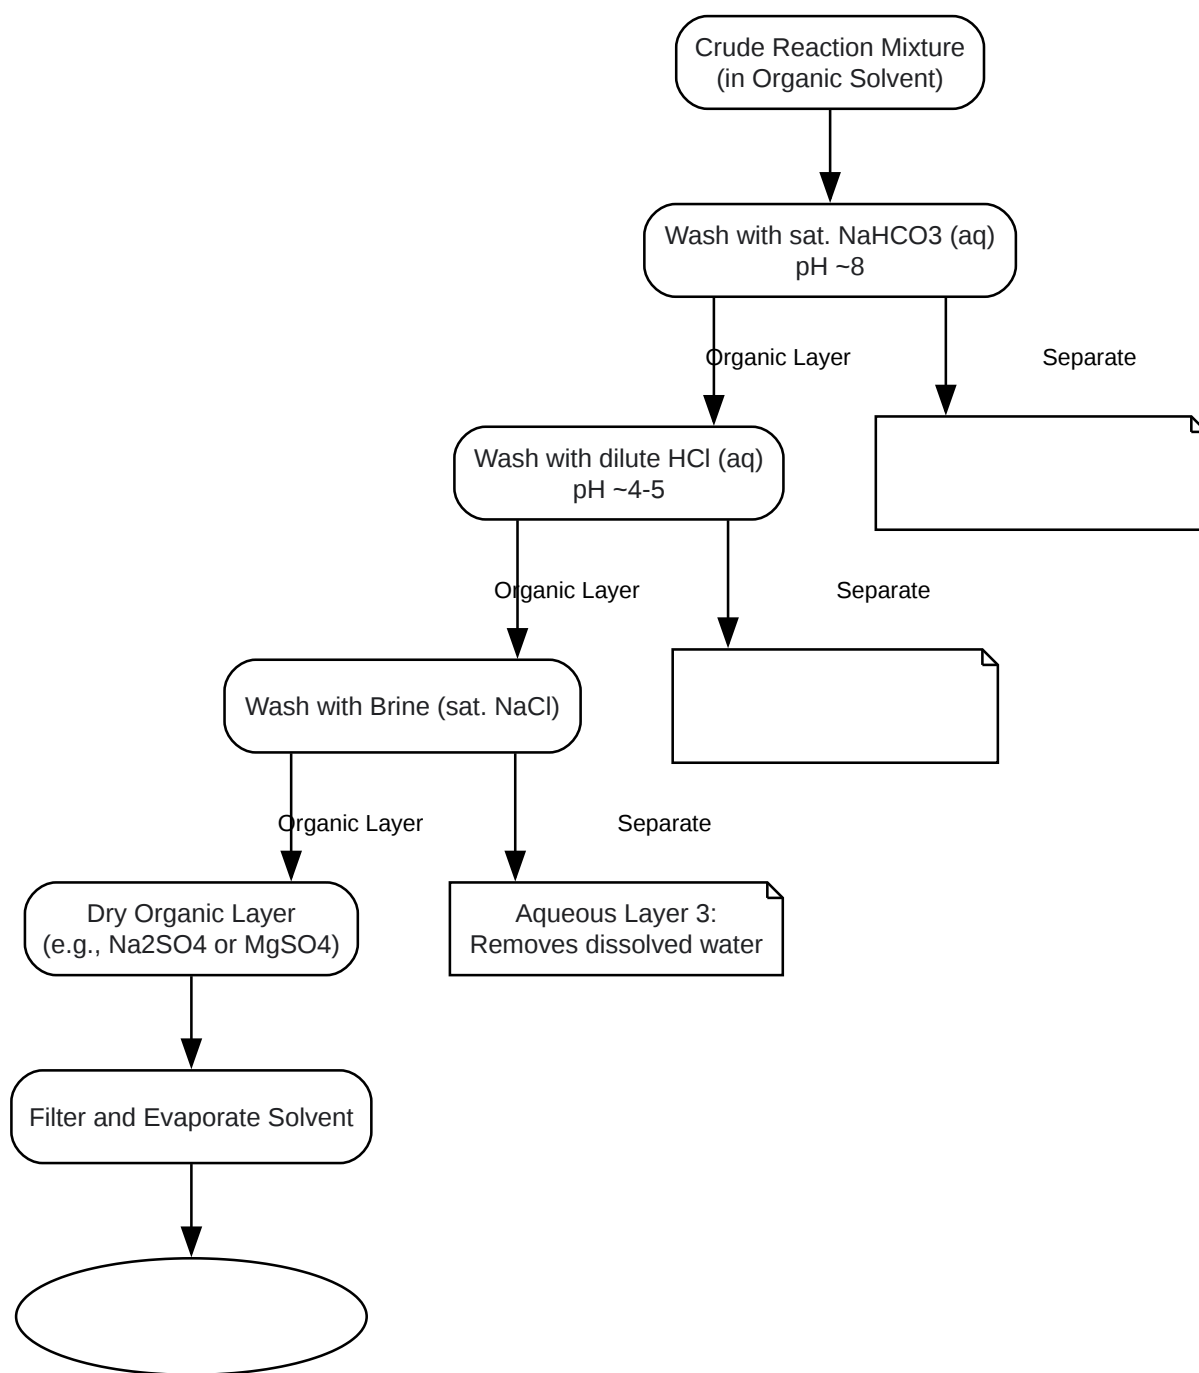 Crude Reaction Mixture
(in Organic Solvent)
Wash with sat. NaHCO3 (aq)
pH ~8
Organic Layer
Separate
Wash with dilute HCl (aq)
pH ~4-5
Organic Layer
Separate
Wash with Brine (sat. NaCl)
Organic Layer
Separate
Dry Organic Layer
(e.g., Na2SO4 or MgSO4)
Aqueous Layer 3:
Removes dissolved water
Filter and Evaporate Solvent